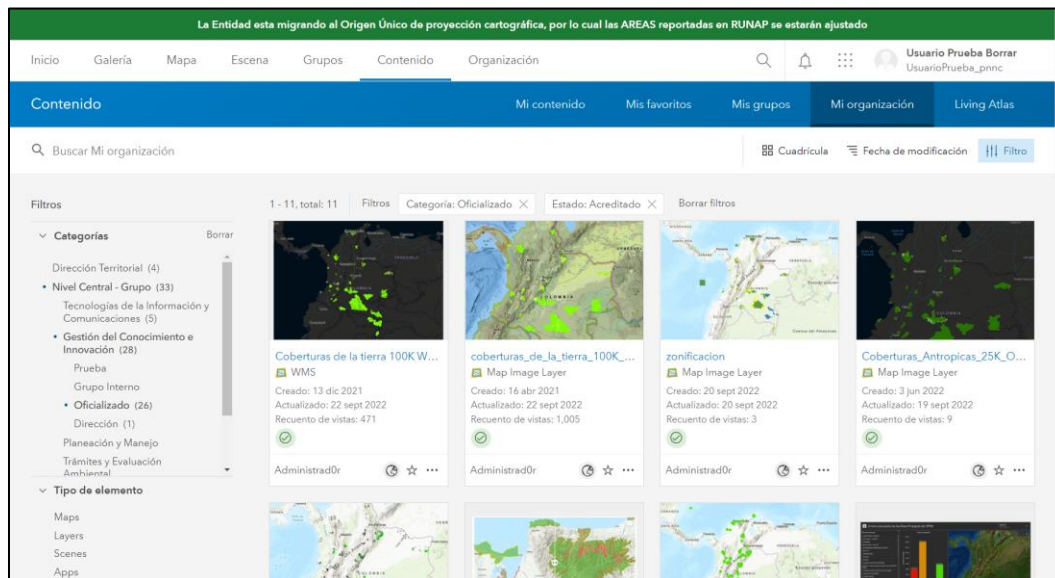 La Entidad esta migrando al Origen Único de proyección cartográfica, por lo cual las AREAS reportadas en RUNAP se estarán ajustado
Inicio Galería Mapa Escena Grupos Contenido Organización
Usuario Prueba Borrar
UsuarioPrueba_pnnc
Contenido
Mi contenido Mis favoritos Mis grupos Mi organización Living Atlas
Buscar Mi organización
Cuadrícula Fecha de modificación Filtro
Filtros
1 - 11, total: 11 Filtros Categoría: Oficializado Estado: Acreditado Borrar filtros
Categorías Borrar
Dirección Territorial (4)
Nivel Central - Grupo (33)
Tecnologías de la Información y
Comunicaciones (5)
Gestión del Conocimiento e
Innovación (28)
Prueba
Grupo Interno
Oficializado (26)
Dirección (1)
Planeación y Manejo
Trámites y Evaluación
Ambiental
Tipo de elemento
Maps
Layers
Scenes
Apps
Coberturas de la tierra 100K W...
WMS
Creado: 13 dic 2021
Actualizado: 22 sept 2022
Recuento de vistas: 471
Administrad0r
coberturas_de_la_tierra_100K_...
Map Image Layer
Creado: 16 abr 2021
Actualizado: 22 sept 2022
Recuento de vistas: 1,005
Administrad0r
zonificacion
Map Image Layer
Creado: 20 sept 2022
Actualizado: 20 sept 2022
Recuento de vistas: 3
Administrad0r
Coberturas_Antropicas_25K_O...
Map Image Layer
Creado: 3 jun 2022
Actualizado: 19 sept 2022
Recuento de vistas: 9
Administrad0r